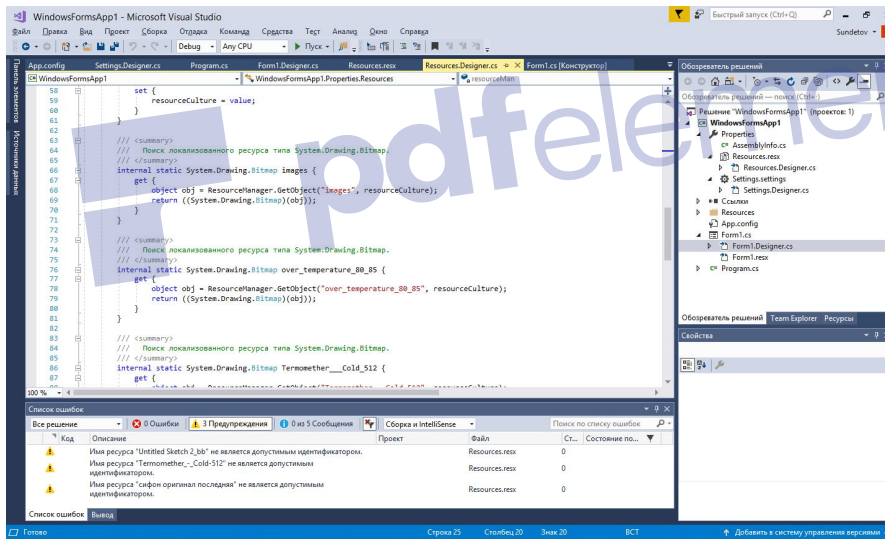 WindowsFormsApp1 - Microsoft Visual Studio
Быстрый запуск (Ctrl+Q)
Файл Правка Вид Проект Сборка Отладка Команда Средства Тест Анализ Окно Справка
Sundetov
Debug Any CPU Пуск
App.config Settings.Designer.cs Program.cs Form1.Designer.cs Resources.resx Resources.Designer.cs Form1.cs [Конструктор]
WindowsFormsApp1 WindowsFormsApp1.Properties.Resources resourceMan
Панель элементов
Источники данных
58 set {
59 resourceCulture = value;
60 }
61 }
62
63 /// <summary>
64 /// Поиск локализованного ресурса типа System.Drawing.Bitmap.
65 /// </summary>
66 internal static System.Drawing.Bitmap images {
67 get {
68 object obj = ResourceManager.GetObject("images", resourceCulture);
69 return ((System.Drawing.Bitmap)(obj));
70 }
71 }
72
73 /// <summary>
74 /// Поиск локализованного ресурса типа System.Drawing.Bitmap.
75 /// </summary>
76 internal static System.Drawing.Bitmap over_temperature_80_85 {
77 get {
78 object obj = ResourceManager.GetObject("over_temperature_80_85", resourceCulture);
79 return ((System.Drawing.Bitmap)(obj));
80 }
81 }
82
83 /// <summary>
84 /// Поиск локализованного ресурса типа System.Drawing.Bitmap.
85 /// </summary>
86 internal static System.Drawing.Bitmap Termomether___Cold_512 {
87 get {
100 %
Обозреватель решений
Обозреватель решений — поиск (Ctrl+;)
Решение "WindowsFormsApp1" (проектов: 1)
WindowsFormsApp1
Properties
AssemblyInfo.cs
Resources.resx
Resources.Designer.cs
Settings.settings
Settings.Designer.cs
Ссылки
Resources
App.config
Form1.cs
Form1.Designer.cs
Form1.resx
Program.cs
Обозреватель решений Team Explorer Ресурсы
Свойства
Список ошибок
Все решение 0 Ошибки 3 Предупреждения 0 из 5 Сообщения Сборка и IntelliSense Поиск по списку ошибок
Код Описание Проект Файл Ст... Состояние по...
Имя ресурса "Untitled Sketch 2_bb" не является допустимым идентификатором. Resources.resx 0
Имя ресурса "Termomether_-_Cold-512" не является допустимым идентификатором. Resources.resx 0
Имя ресурса "сифон оригинал последняя" не является допустимым идентификатором. Resources.resx 0
Список ошибок Вывод
Готово Строка 25 Столбец 20 Знак 20 ВСТ Добавить в систему управления версиями
pdfelemen